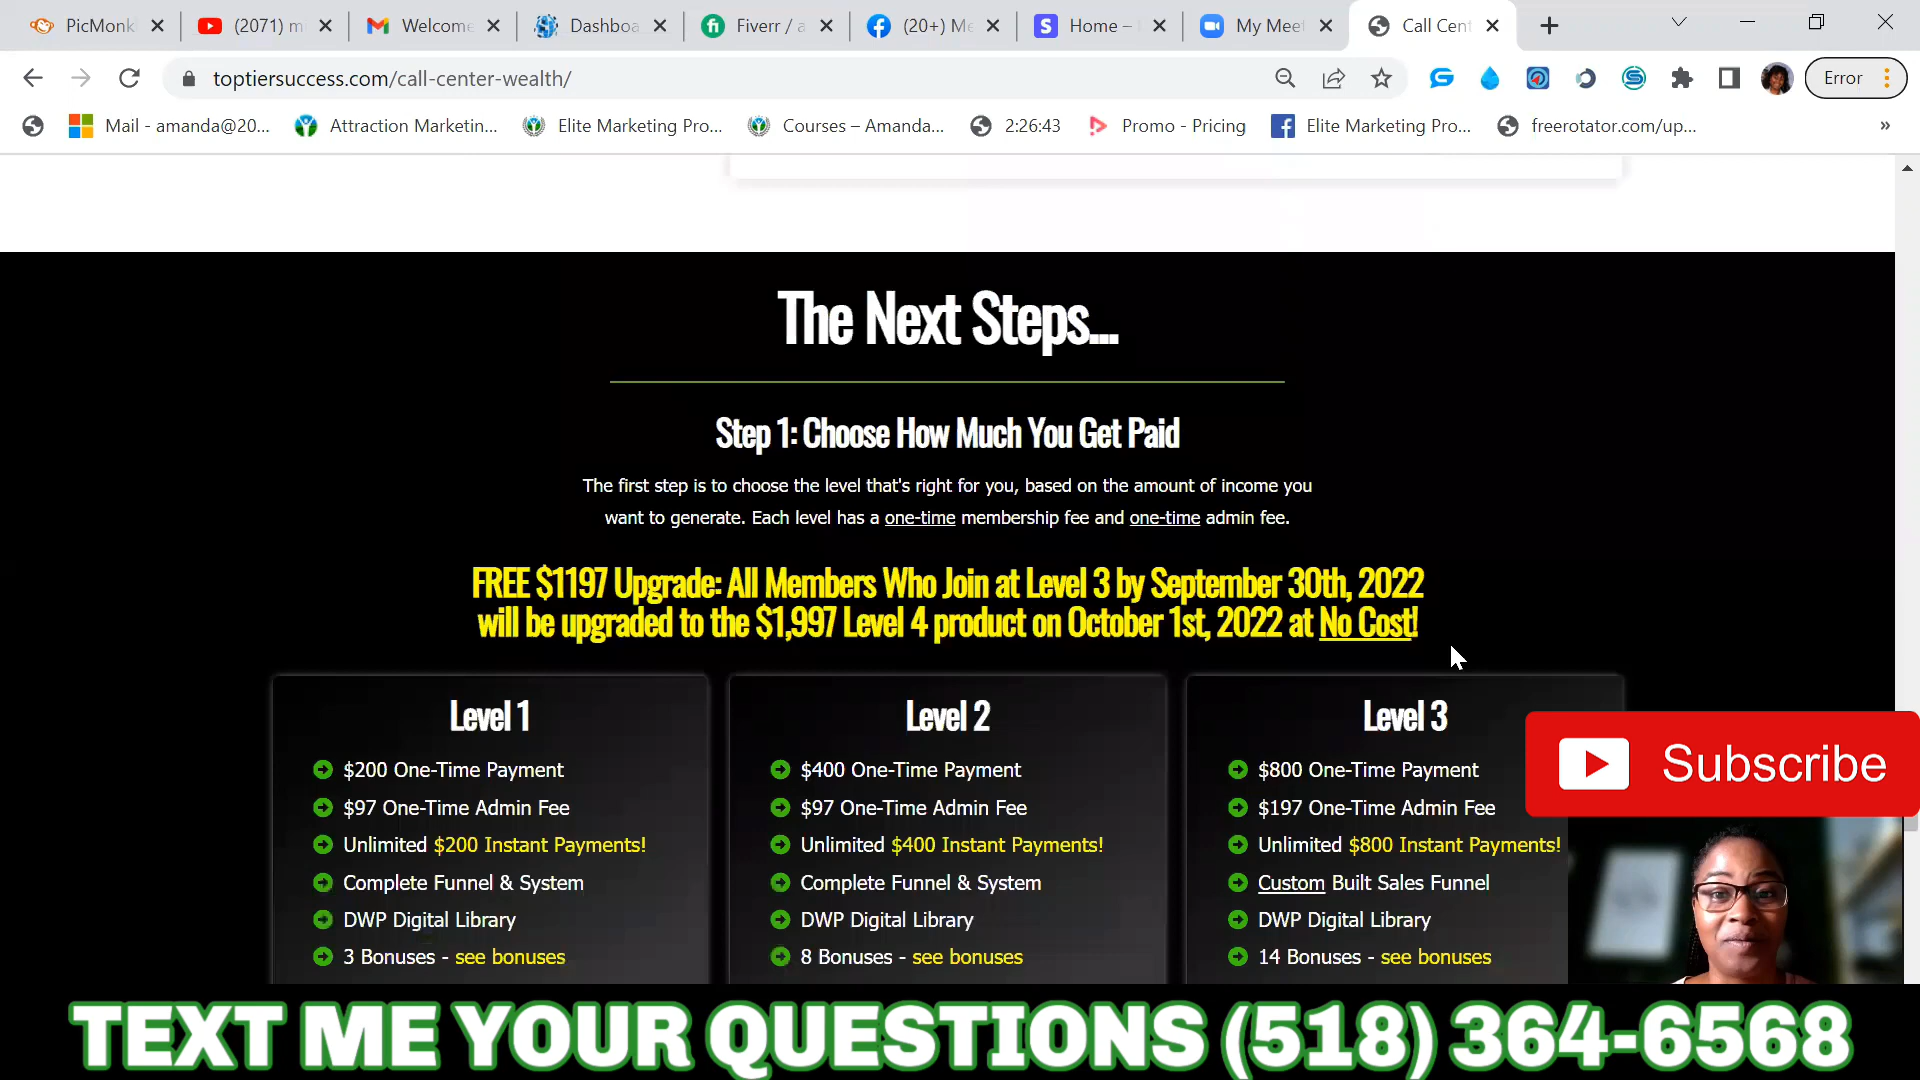 PicMonk
(2071) m
Welcome
Dashboa
Fiverr / a
(20+) Me
Home –
My Meet
Call Cent
toptiersuccess.com/call-center-wealth/
Error
Mail - amanda@20...
Attraction Marketin...
Elite Marketing Pro...
Courses – Amanda...
2:26:43
Promo - Pricing
Elite Marketing Pro...
freerotator.com/up...
The Next Steps...
Step 1: Choose How Much You Get Paid
The first step is to choose the level that's right for you, based on the amount of income you
want to generate. Each level has a one-time membership fee and one-time admin fee.
FREE $1197 Upgrade: All Members Who Join at Level 3 by September 30th, 2022
will be upgraded to the $1,997 Level 4 product on October 1st, 2022 at No Cost!
Level 1
$200 One-Time Payment
$97 One-Time Admin Fee
Unlimited $200 Instant Payments!
Complete Funnel & System
DWP Digital Library
3 Bonuses - see bonuses
Level 2
$400 One-Time Payment
$97 One-Time Admin Fee
Unlimited $400 Instant Payments!
Complete Funnel & System
DWP Digital Library
8 Bonuses - see bonuses
Level 3
$800 One-Time Payment
$197 One-Time Admin Fee
Unlimited $800 Instant Payments!
Custom Built Sales Funnel
DWP Digital Library
14 Bonuses - see bonuses
Subscribe
TEXT ME YOUR QUESTIONS (518) 364-6568